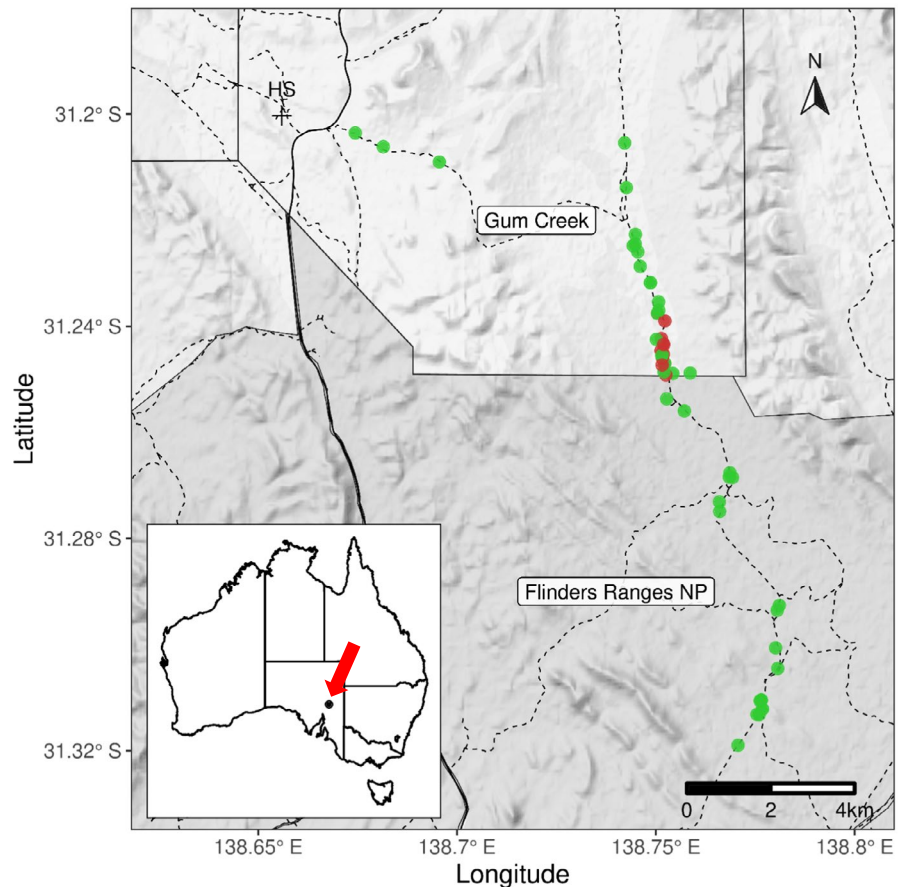 N
HS
31.2° S
Gum Creek
31.24° S
Latitude
31.28° S
Flinders Ranges NP
31.32° S
0 2 4km
138.65° E 138.7° E 138.75° E 138.8° E
Longitude